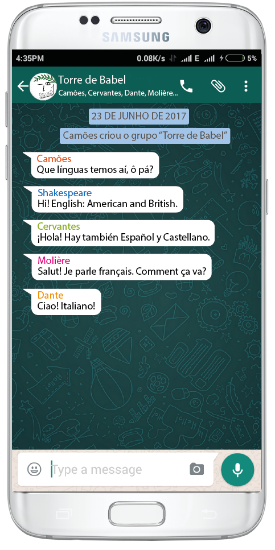 SAMSUNG
4:35PM 0.08K/s E 5%
Torre de Babel
Camões, Cervantes, Dante, Molière...
23 DE JUNHO DE 2017
Camões criou o grupo "Torre de Babel"
Camões
Que línguas temos aí, ó pá?
Shakespeare
Hi! English: American and British.
Cervantes
¡Hola! Hay también Español y Castellano.
Molière
Salut! Je parle français. Comment ça va?
Dante
Ciao! Italiano!
Type a message